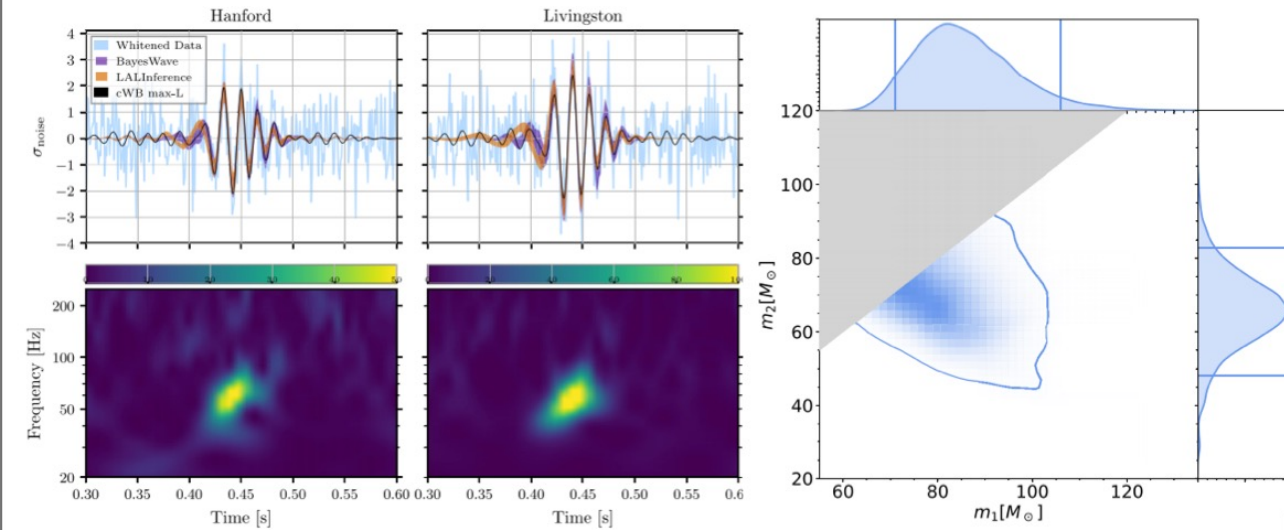 Hanford
Livingston
4
3
2
1
0
−1
−2
−3
−4
σnoise
Whitened Data
BayesWave
LALInference
cWB max-L
200
100
50
20
Frequency [Hz]
0.30 0.35 0.40 0.45 0.50 0.55 0.60
0.30 0.35 0.40 0.45 0.50 0.55 0.6
Time [s]
Time [s]
120
100
80
60
40
20
m₂[M⊙]
60 80 100 120
m₁[M⊙]